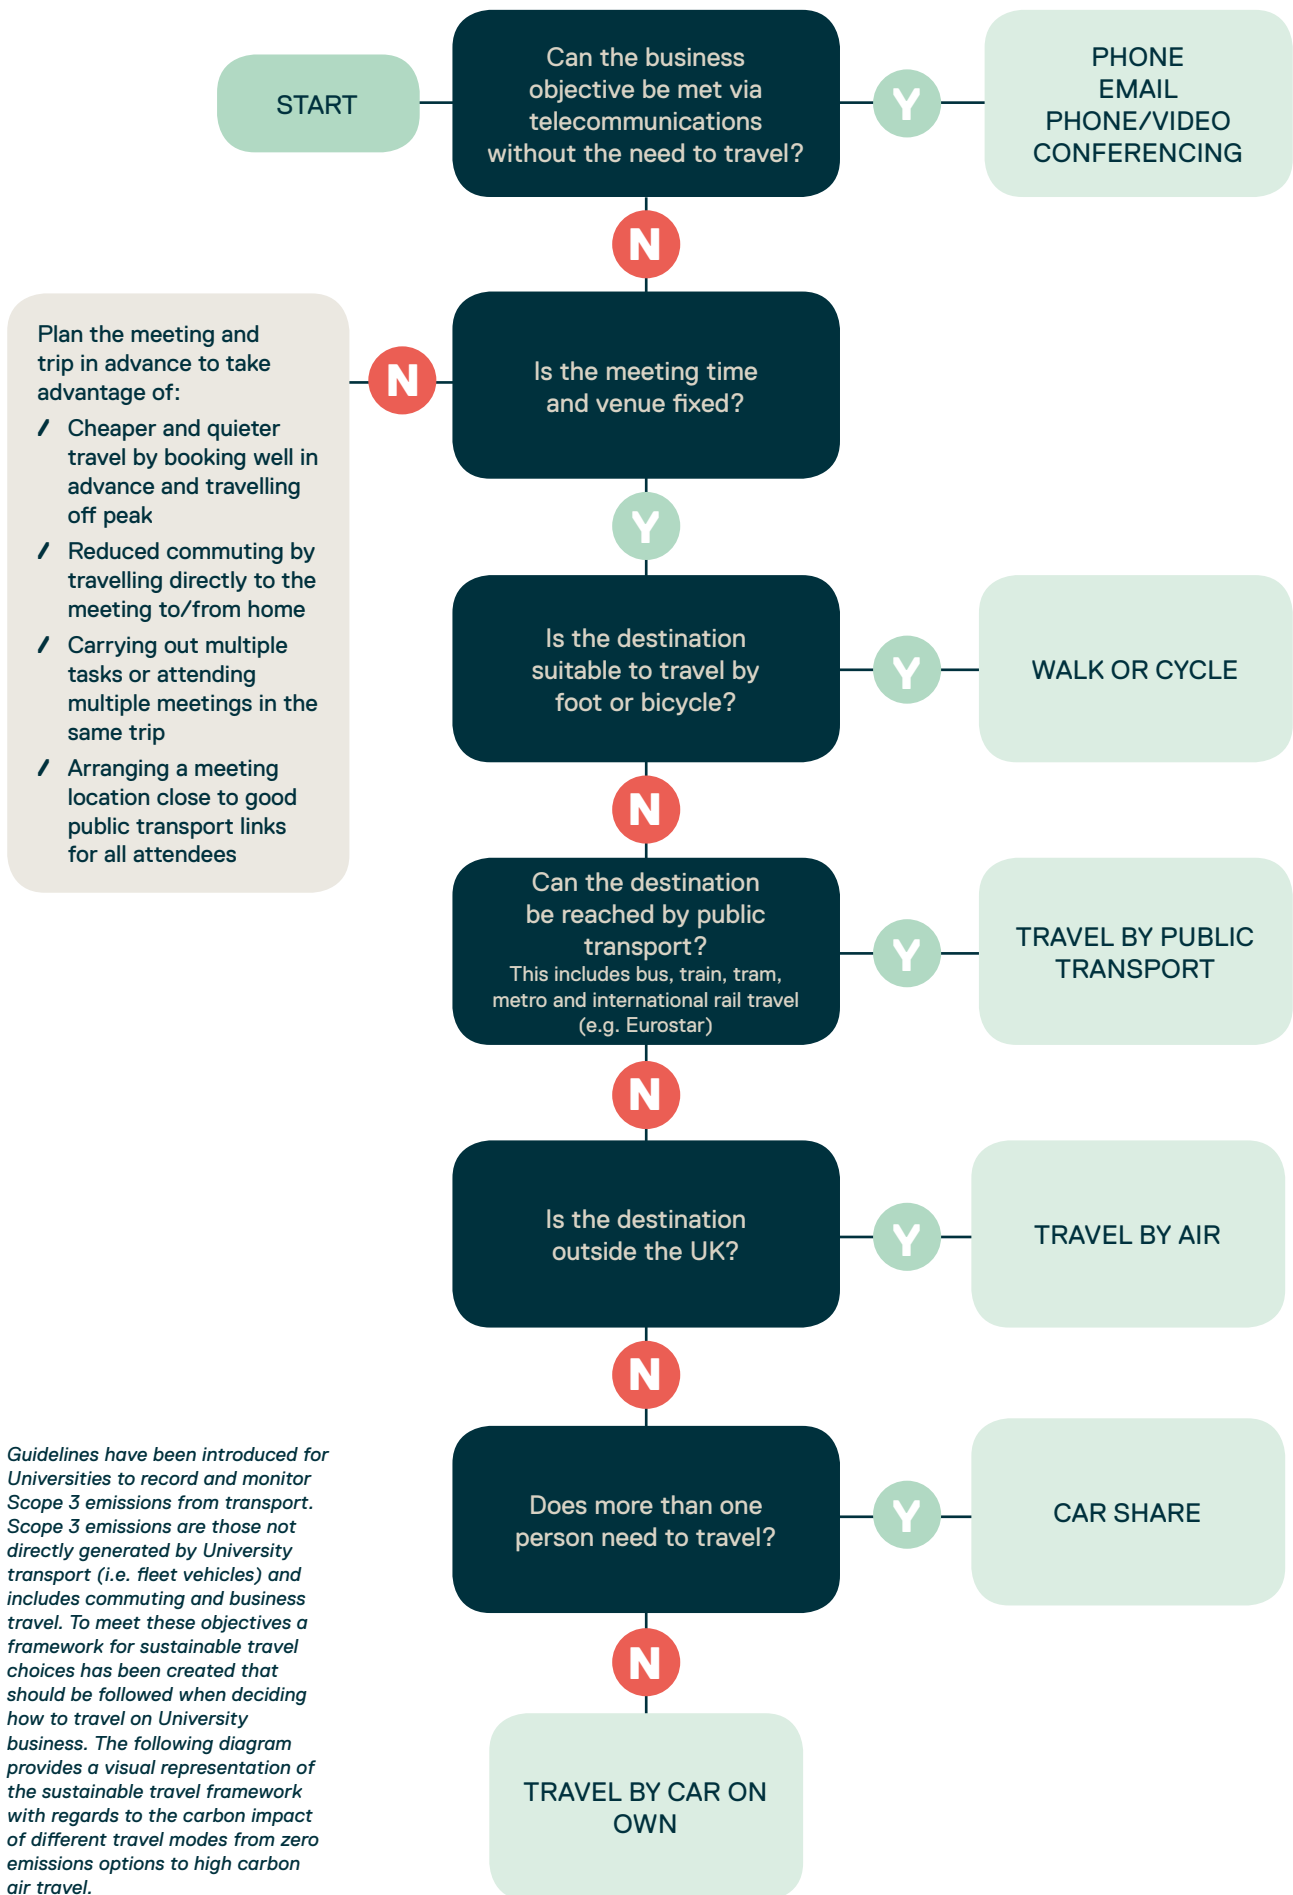 START
Can the business
objective be met via
telecommunications
without the need to travel?
Y
PHONE
EMAIL
PHONE/VIDEO
CONFERENCING
N
Is the meeting time
and venue fixed?
N
Plan the meeting and
trip in advance to take
advantage of:
Cheaper and quieter
travel by booking well in
advance and travelling
off peak
Reduced commuting by
travelling directly to the
meeting to/from home
Carrying out multiple
tasks or attending
multiple meetings in the
same trip
Arranging a meeting
location close to good
public transport links
for all attendees
Y
Is the destination
suitable to travel by
foot or bicycle?
Y
WALK OR CYCLE
N
Can the destination
be reached by public
transport?
This includes bus, train, tram,
metro and international rail travel
(e.g. Eurostar)
Y
TRAVEL BY PUBLIC
TRANSPORT
N
Is the destination
outside the UK?
Y
TRAVEL BY AIR
N
Does more than one
person need to travel?
Y
CAR SHARE
N
TRAVEL BY CAR ON
OWN
Guidelines have been introduced for
Universities to record and monitor
Scope 3 emissions from transport.
Scope 3 emissions are those not
directly generated by University
transport (i.e. fleet vehicles) and
includes commuting and business
travel. To meet these objectives a
framework for sustainable travel
choices has been created that
should be followed when deciding
how to travel on University
business. The following diagram
provides a visual representation of
the sustainable travel framework
with regards to the carbon impact
of different travel modes from zero
emissions options to high carbon
air travel.